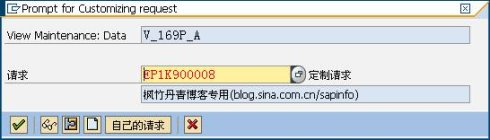 Prompt for Customizing request
View Maintenance: Data V_169P_A
请求 EP1K900008 定制请求
枫竹丹青博客专用(blog.sina.com.cn/sapinfo)
自己的请求